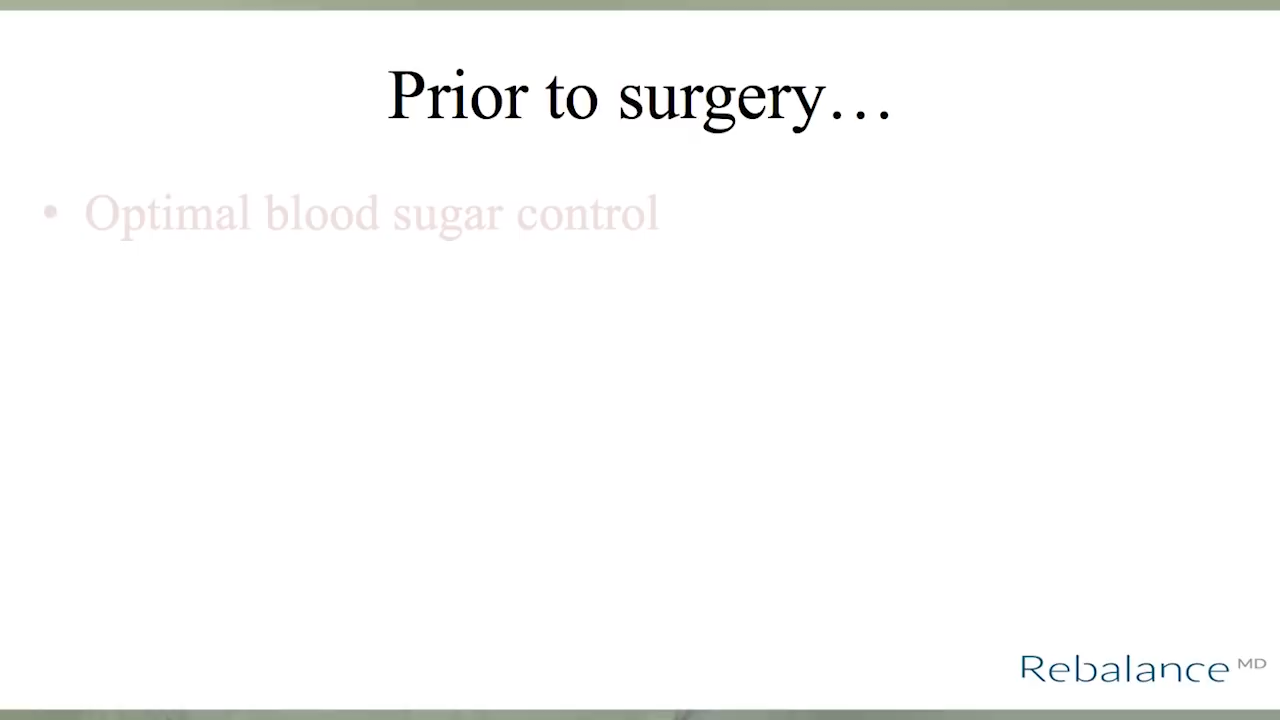 Prior to surgery…
• Optimal blood sugar control
Rebalance MD